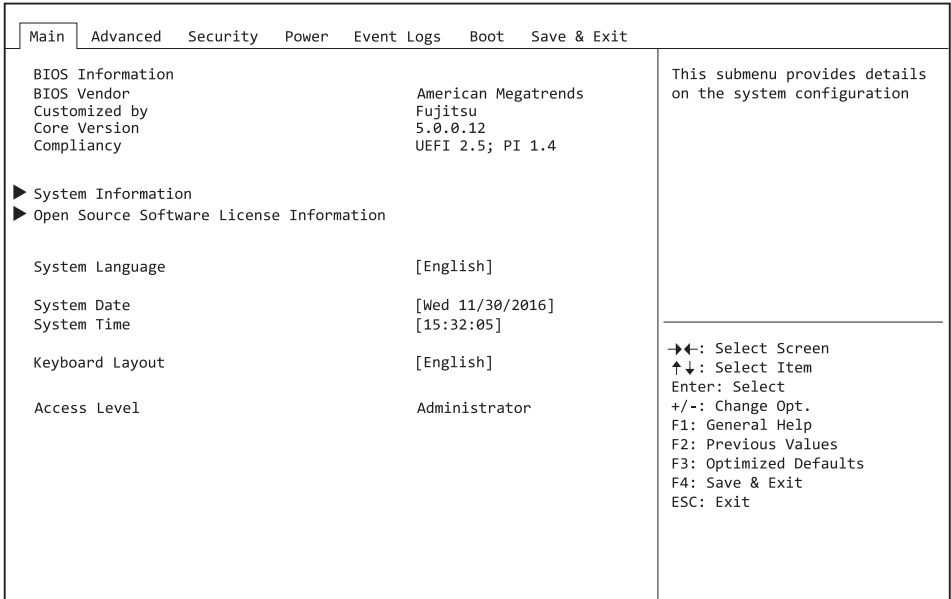 Main Advanced Security Power Event Logs Boot Save & Exit
BIOS Information
BIOS Vendor American Megatrends
Customized by Fujitsu
Core Version 5.0.0.12
Compliancy UEFI 2.5; PI 1.4
▶ System Information
▶ Open Source Software License Information
System Language [English]
System Date [Wed 11/30/2016]
System Time [15:32:05]
Keyboard Layout [English]
Access Level Administrator
This submenu provides details
on the system configuration
→←: Select Screen
↑↓: Select Item
Enter: Select
+/-: Change Opt.
F1: General Help
F2: Previous Values
F3: Optimized Defaults
F4: Save & Exit
ESC: Exit